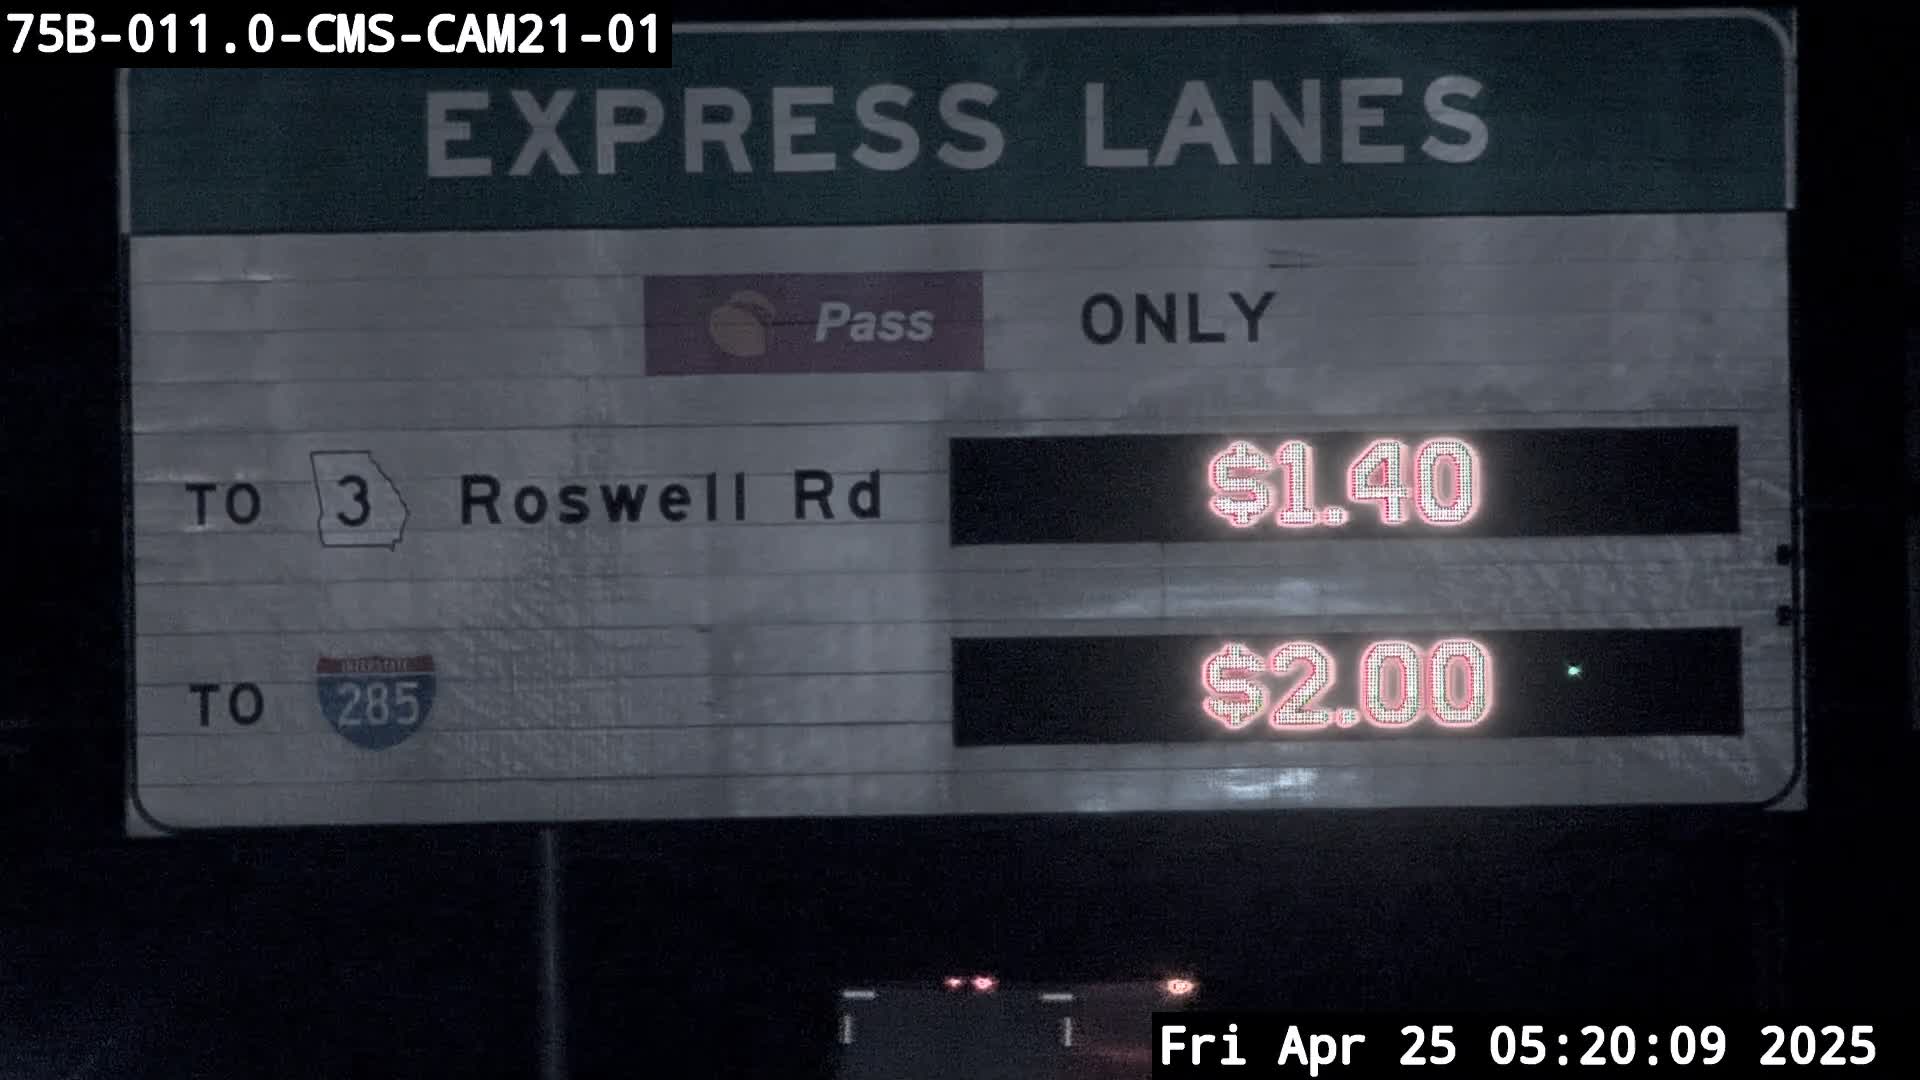 75B-011.0-CMS-CAM21-01
EXPRESS LANES
Pass ONLY
TO 3 Roswell Rd $1.40
INTERSTATE
TO 285 $2.00
Fri Apr 25 05:20:09 2025